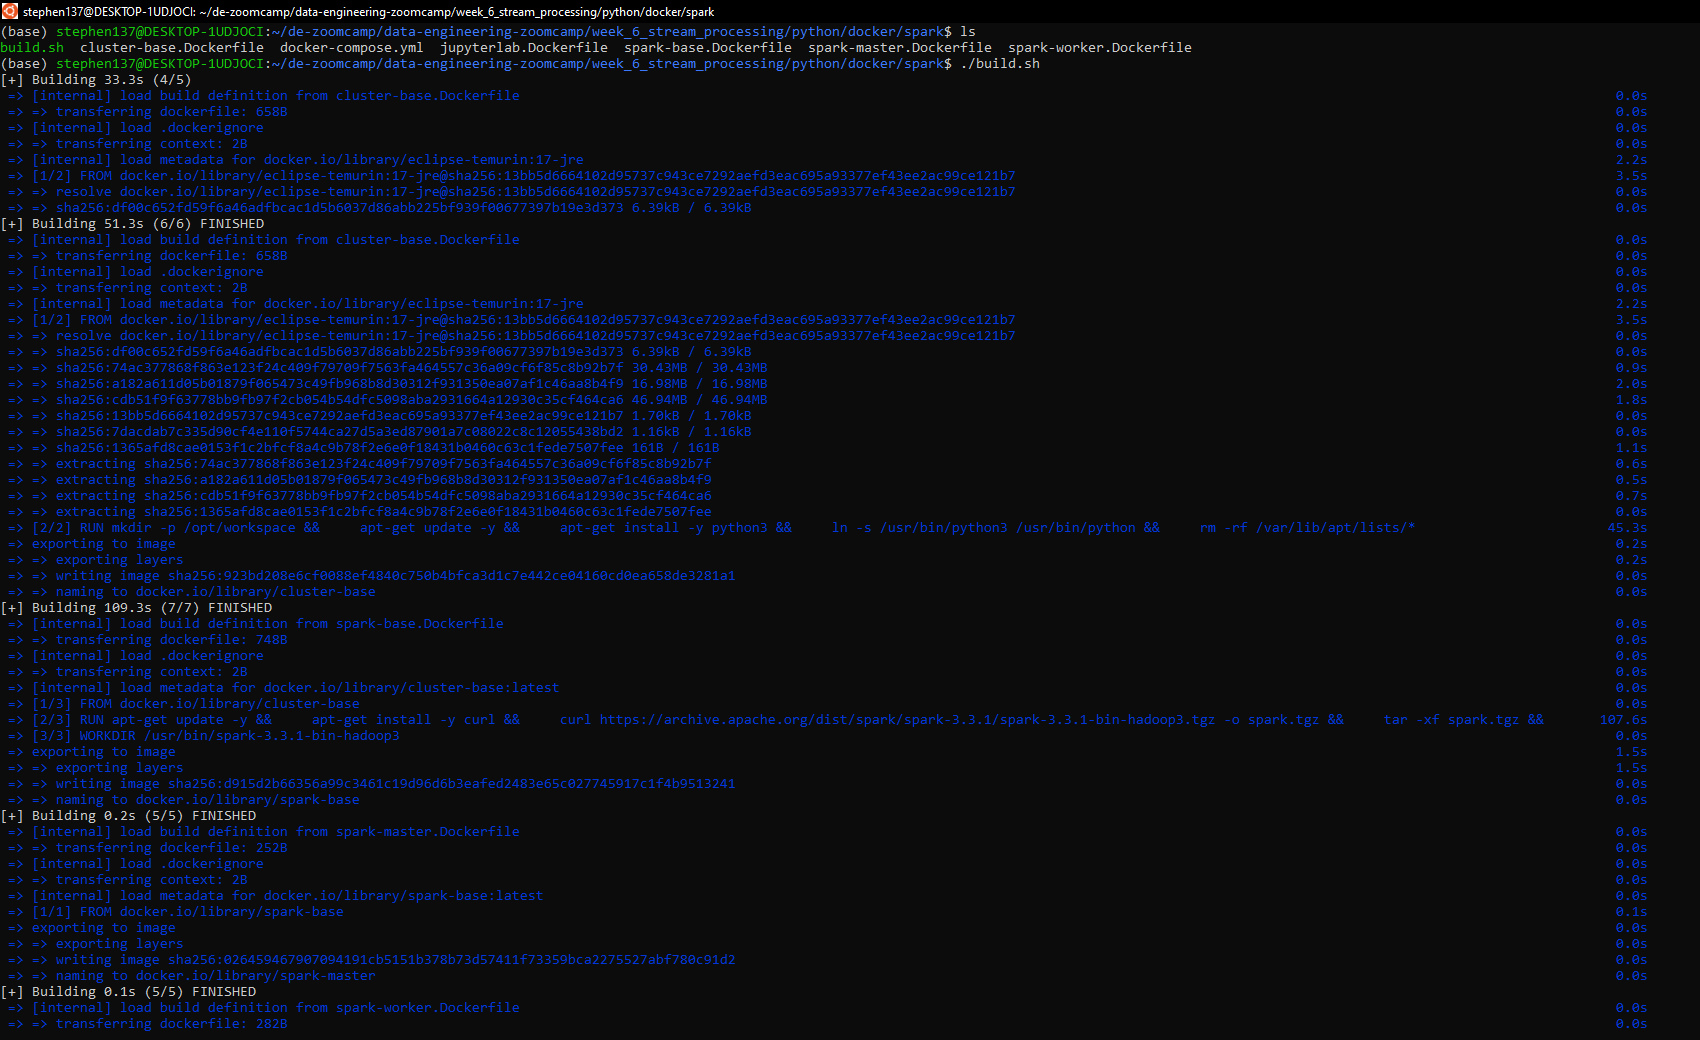 stephen137@DESKTOP-1UDJOCI: ~/de-zoomcamp/data-engineering-zoomcamp/week_6_stream_processing/python/docker/spark
(base) stephen137@DESKTOP-1UDJOCI:~/de-zoomcamp/data-engineering-zoomcamp/week_6_stream_processing/python/docker/spark$ ls
build.sh  cluster-base.Dockerfile  docker-compose.yml  jupyterlab.Dockerfile  spark-base.Dockerfile  spark-master.Dockerfile  spark-worker.Dockerfile
(base) stephen137@DESKTOP-1UDJOCI:~/de-zoomcamp/data-engineering-zoomcamp/week_6_stream_processing/python/docker/spark$ ./build.sh
[+] Building 33.3s (4/5)
=> [internal] load build definition from cluster-base.Dockerfile 0.0s
=> => transferring dockerfile: 658B 0.0s
=> [internal] load .dockerignore 0.0s
=> => transferring context: 2B 0.0s
=> [internal] load metadata for docker.io/library/eclipse-temurin:17-jre 2.2s
=> [1/2] FROM docker.io/library/eclipse-temurin:17-jre@sha256:13bb5d6664102d95737c943ce7292aefd3eac695a93377ef43ee2ac99ce121b7 3.5s
=> => resolve docker.io/library/eclipse-temurin:17-jre@sha256:13bb5d6664102d95737c943ce7292aefd3eac695a93377ef43ee2ac99ce121b7 0.0s
=> => sha256:df00c652fd59f6a46adfbcac1d5b6037d86abb225bf939f00677397b19e3d373 6.39kB / 6.39kB 0.0s
[+] Building 51.3s (6/6) FINISHED
=> [internal] load build definition from cluster-base.Dockerfile 0.0s
=> => transferring dockerfile: 658B 0.0s
=> [internal] load .dockerignore 0.0s
=> => transferring context: 2B 0.0s
=> [internal] load metadata for docker.io/library/eclipse-temurin:17-jre 2.2s
=> [1/2] FROM docker.io/library/eclipse-temurin:17-jre@sha256:13bb5d6664102d95737c943ce7292aefd3eac695a93377ef43ee2ac99ce121b7 3.5s
=> => resolve docker.io/library/eclipse-temurin:17-jre@sha256:13bb5d6664102d95737c943ce7292aefd3eac695a93377ef43ee2ac99ce121b7 0.0s
=> => sha256:df00c652fd59f6a46adfbcac1d5b6037d86abb225bf939f00677397b19e3d373 6.39kB / 6.39kB 0.0s
=> => sha256:74ac377868f863e123f24c409f79709f7563fa464557c36a09cf6f85c8b92b7f 30.43MB / 30.43MB 0.9s
=> => sha256:a182a611d05b01879f065473c49fb968b8d30312f931350ea07af1c46aa8b4f9 16.98MB / 16.98MB 2.0s
=> => sha256:cdb51f9f63778bb9fb97f2cb054b54dfc5098aba2931664a12930c35cf464ca6 46.94MB / 46.94MB 1.8s
=> => sha256:13bb5d6664102d95737c943ce7292aefd3eac695a93377ef43ee2ac99ce121b7 1.70kB / 1.70kB 0.0s
=> => sha256:7dacdab7c335d90cf4e110f5744ca27d5a3ed87901a7c08022c8c12055438bd2 1.16kB / 1.16kB 0.0s
=> => sha256:1365afd8cae0153f1c2bfcf8a4c9b78f2e6e0f18431b0460c63c1fede7507fee 161B / 161B 1.1s
=> => extracting sha256:74ac377868f863e123f24c409f79709f7563fa464557c36a09cf6f85c8b92b7f 0.6s
=> => extracting sha256:a182a611d05b01879f065473c49fb968b8d30312f931350ea07af1c46aa8b4f9 0.5s
=> => extracting sha256:cdb51f9f63778bb9fb97f2cb054b54dfc5098aba2931664a12930c35cf464ca6 0.7s
=> => extracting sha256:1365afd8cae0153f1c2bfcf8a4c9b78f2e6e0f18431b0460c63c1fede7507fee 0.0s
=> [2/2] RUN mkdir -p /opt/workspace &&     apt-get update -y &&     apt-get install -y python3 &&     ln -s /usr/bin/python3 /usr/bin/python &&     rm -rf /var/lib/apt/lists/* 45.3s
=> exporting to image 0.2s
=> => exporting layers 0.2s
=> => writing image sha256:923bd208e6cf0088ef4840c750b4bfca3d1c7e442ce04160cd0ea658de3281a1 0.0s
=> => naming to docker.io/library/cluster-base 0.0s
[+] Building 109.3s (7/7) FINISHED
=> [internal] load build definition from spark-base.Dockerfile 0.0s
=> => transferring dockerfile: 748B 0.0s
=> [internal] load .dockerignore 0.0s
=> => transferring context: 2B 0.0s
=> [internal] load metadata for docker.io/library/cluster-base:latest 0.0s
=> [1/3] FROM docker.io/library/cluster-base 0.0s
=> [2/3] RUN apt-get update -y &&     apt-get install -y curl &&     curl https://archive.apache.org/dist/spark/spark-3.3.1/spark-3.3.1-bin-hadoop3.tgz -o spark.tgz &&     tar -xf spark.tgz && 107.6s
=> [3/3] WORKDIR /usr/bin/spark-3.3.1-bin-hadoop3 0.0s
=> exporting to image 1.5s
=> => exporting layers 1.5s
=> => writing image sha256:d915d2b66356a99c3461c19d96d6b3eafed2483e65c027745917c1f4b9513241 0.0s
=> => naming to docker.io/library/spark-base 0.0s
[+] Building 0.2s (5/5) FINISHED
=> [internal] load build definition from spark-master.Dockerfile 0.0s
=> => transferring dockerfile: 252B 0.0s
=> [internal] load .dockerignore 0.0s
=> => transferring context: 2B 0.0s
=> [internal] load metadata for docker.io/library/spark-base:latest 0.0s
=> [1/1] FROM docker.io/library/spark-base 0.1s
=> exporting to image 0.0s
=> => exporting layers 0.0s
=> => writing image sha256:026459467907094191cb5151b378b73d57411f73359bca2275527abf780c91d2 0.0s
=> => naming to docker.io/library/spark-master 0.0s
[+] Building 0.1s (5/5) FINISHED
=> [internal] load build definition from spark-worker.Dockerfile 0.0s
=> => transferring dockerfile: 282B 0.0s